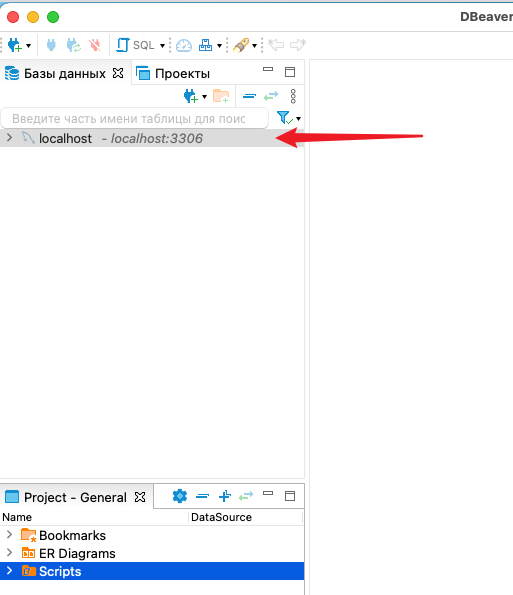 DBeaver
SQL
Базы данных
Проекты
Введите часть имени таблицы для поис
localhost - localhost:3306
Project - General
Name DataSource
Bookmarks
ER Diagrams
Scripts